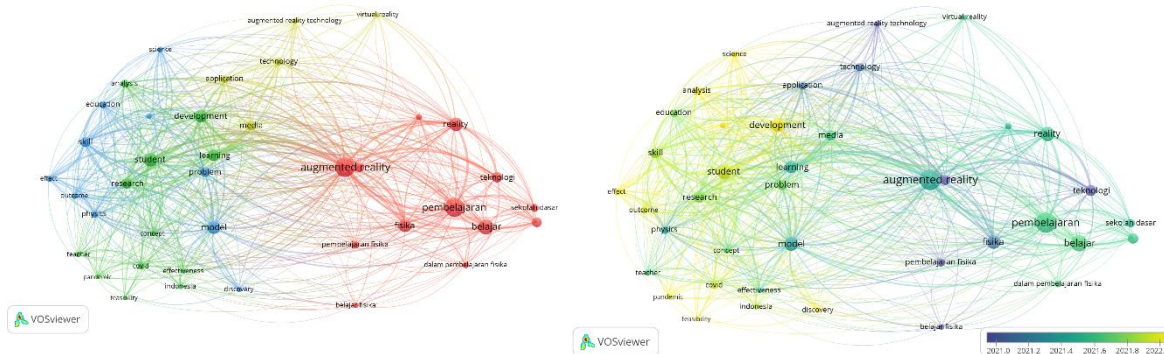 augmented reality technology
virtual reality
science
technology
analysis
application
education
development
media
reality
skill
student
learning
problem
augmented reality
effect
research
teknologi
outcome
pembelajaran
physics
sekolah dasar
model
fisika
belajar
concept
pembelajaran fisika
teacher
covid
effectiveness
dalam pembelajaran fisika
pandemic
indonesia
discovery
feasibility
belajar fisika
VOSviewer
virtual reality
augmented reality technology
science
technology
analysis
application
education
development
media
reality
skill
student
learning
problem
augmented reality
effect
research
teknologi
outcome
pembelajaran
sekolah dasar
physics
model
fisika
belajar
concept
pembelajaran fisika
teacher
covid
effectiveness
dalam pembelajaran fisika
pandemic
indonesia
discovery
feasibility
belajar fisika
VOSviewer
2021.0 2021.2 2021.4 2021.6 2021.8